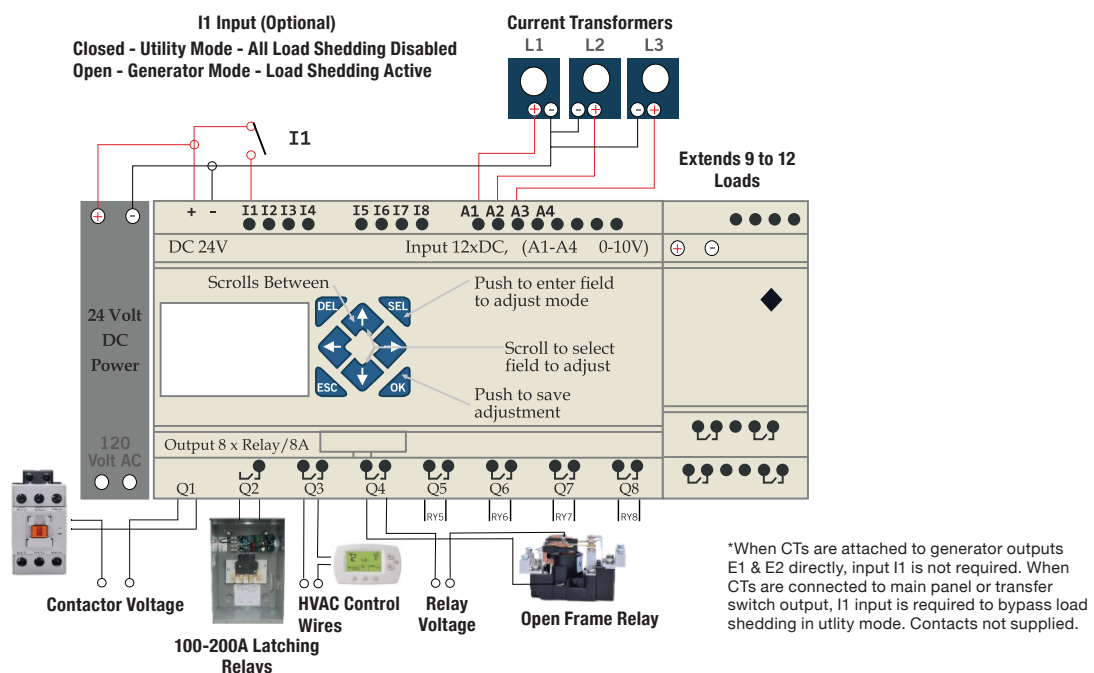 I1 Input (Optional)
Closed - Utility Mode - All Load Shedding Disabled
Open - Generator Mode - Load Shedding Active
Current Transformers
L1 L2 L3
+ - - + - +
I1
Extends 9 to 12
Loads
+ -
+ - I1 I2 I3 I4 I5 I6 I7 I8 A1 A2 A3 A4
DC 24V Input 12xDC, (A1-A4 0-10V)
+ -
24 Volt
DC
Power
Scrolls Between
Push to enter field
to adjust mode
DEL SEL
Scroll to select
field to adjust
ESC OK
Push to save
adjustment
120
Volt AC
Output 8 x Relay/8A
Q1 Q2 Q3 Q4 Q5 Q6 Q7 Q8
RY5 RY6 RY7 RY8
Contactor Voltage
100-200A Latching
Relays
HVAC Control
Wires
Relay
Voltage
Open Frame Relay
*When CTs are attached to generator outputs
E1 & E2 directly, input I1 is not required. When
CTs are connected to main panel or transfer
switch output, I1 input is required to bypass load
shedding in utlity mode. Contacts not supplied.